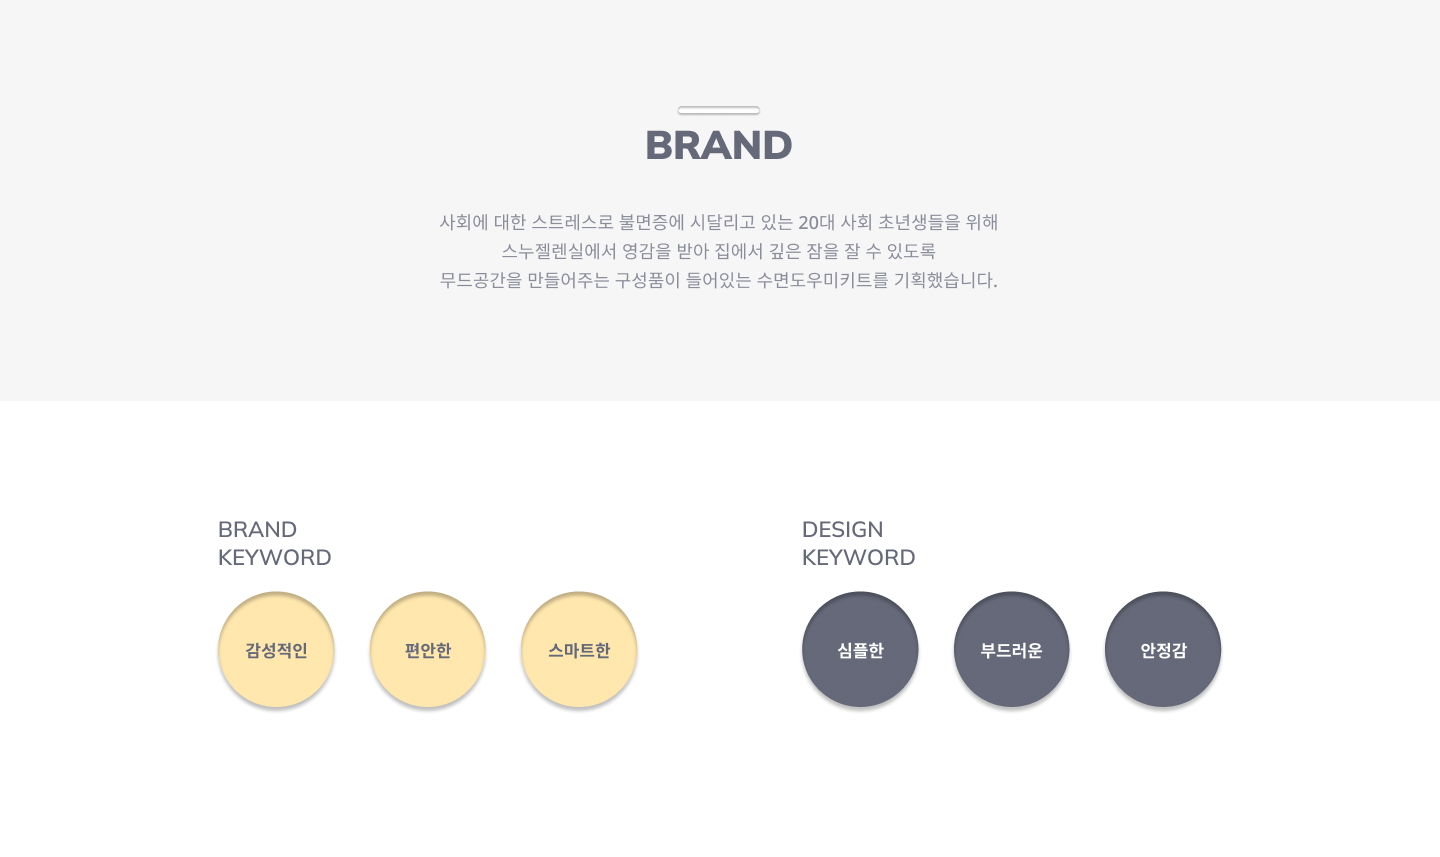 BRAND
사회에 대한 스트레스로 불면증에 시달리고 있는 20대 사회 초년생들을 위해
스누젤렌실에서 영감을 받아 집에서 깊은 잠을 잘 수 있도록
무드공간을 만들어주는 구성품이 들어있는 수면도우미키트를 기획했습니다.
BRAND
KEYWORD
감성적인
편안한
스마트한
DESIGN
KEYWORD
심플한
부드러운
안정감